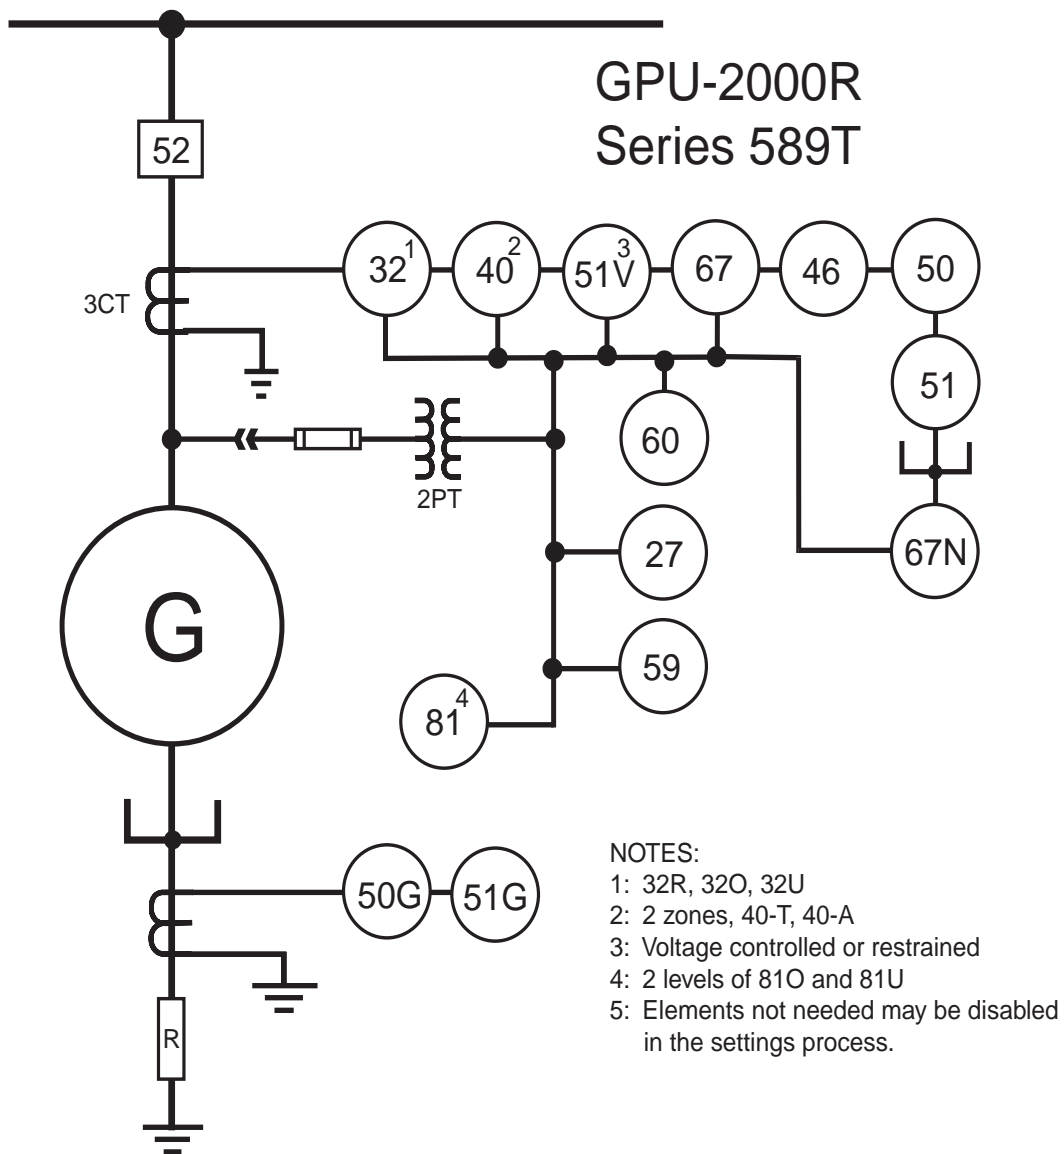 GPU-2000R
Series 589T
52
3CT
32 1
40 2
51V 3
67
46
50
51
60
2PT
67N
27
G
59
81 4
50G
51G
R
NOTES:
1: 32R, 32O, 32U
2: 2 zones, 40-T, 40-A
3: Voltage controlled or restrained
4: 2 levels of 81O and 81U
5: Elements not needed may be disabled
in the settings process.